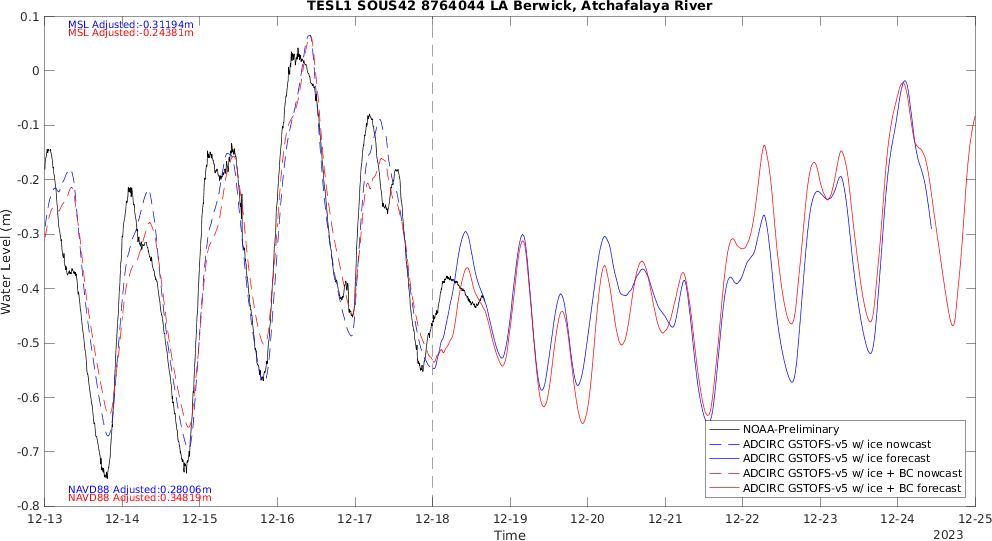 TESL1 SOUS42 8764044 LA Berwick, Atchafalaya River
MSL Adjusted:-0.31194m
MSL Adjusted:-0.24381m
0.1
0
-0.1
-0.2
-0.3
-0.4
-0.5
-0.6
-0.7
-0.8
Water Level (m)
NOAA-Preliminary
ADCIRC GSTOFS-v5 w/ ice nowcast
ADCIRC GSTOFS-v5 w/ ice forecast
ADCIRC GSTOFS-v5 w/ ice + BC nowcast
ADCIRC GSTOFS-v5 w/ ice + BC forecast
NAVD88 Adjusted:0.28006m
NAVD88 Adjusted:0.34819m
12-13 12-14 12-15 12-16 12-17 12-18 12-19 12-20 12-21 12-22 12-23 12-24 12-25
Time
2023